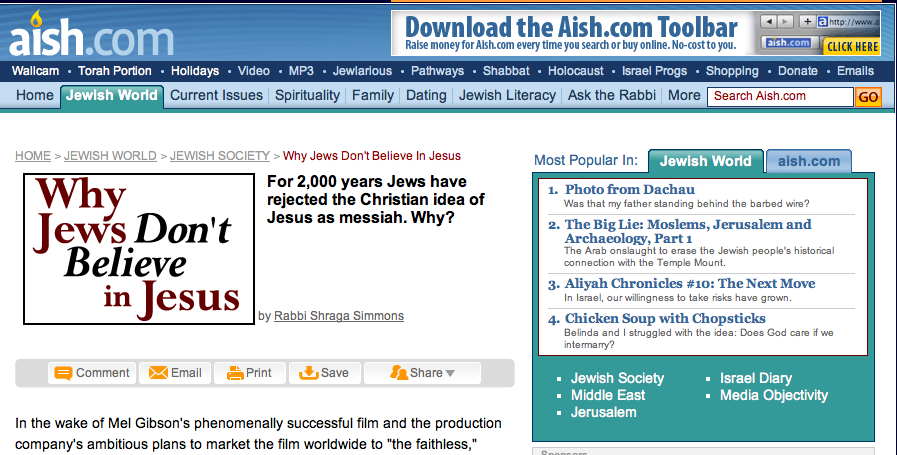 aish.com
Download the Aish.com Toolbar
Raise money for Aish.com every time you search or buy online. No-cost to you.
http://www.a
aish.com
CLICK HERE
Wallcam • Torah Portion • Holidays • Video • MP3 • Jewlarious • Pathways • Shabbat • Holocaust • Israel Progs • Shopping • Donate • Emails
Home Jewish World Current Issues Spirituality Family Dating Jewish Literacy Ask the Rabbi More Search Aish.com GO
HOME > JEWISH WORLD > JEWISH SOCIETY > Why Jews Don't Believe In Jesus
Why
Jews Don't
Believe
in Jesus
For 2,000 years Jews have
rejected the Christian idea of
Jesus as messiah. Why?
by Rabbi Shraga Simmons
Comment Email Print Save Share
In the wake of Mel Gibson's phenomenally successful film and the production
company's ambitious plans to market the film worldwide to "the faithless,"
Most Popular In: Jewish World aish.com
1. Photo from Dachau
Was that my father standing behind the barbed wire?
2. The Big Lie: Moslems, Jerusalem and
Archaeology, Part 1
The Arab onslaught to erase the Jewish people's historical
connection with the Temple Mount.
3. Aliyah Chronicles #10: The Next Move
In Israel, our willingness to take risks have grown.
4. Chicken Soup with Chopsticks
Belinda and I struggled with the idea: Does God care if we
intermarry?
• Jewish Society
• Middle East
• Jerusalem
• Israel Diary
• Media Objectivity
Sponsors